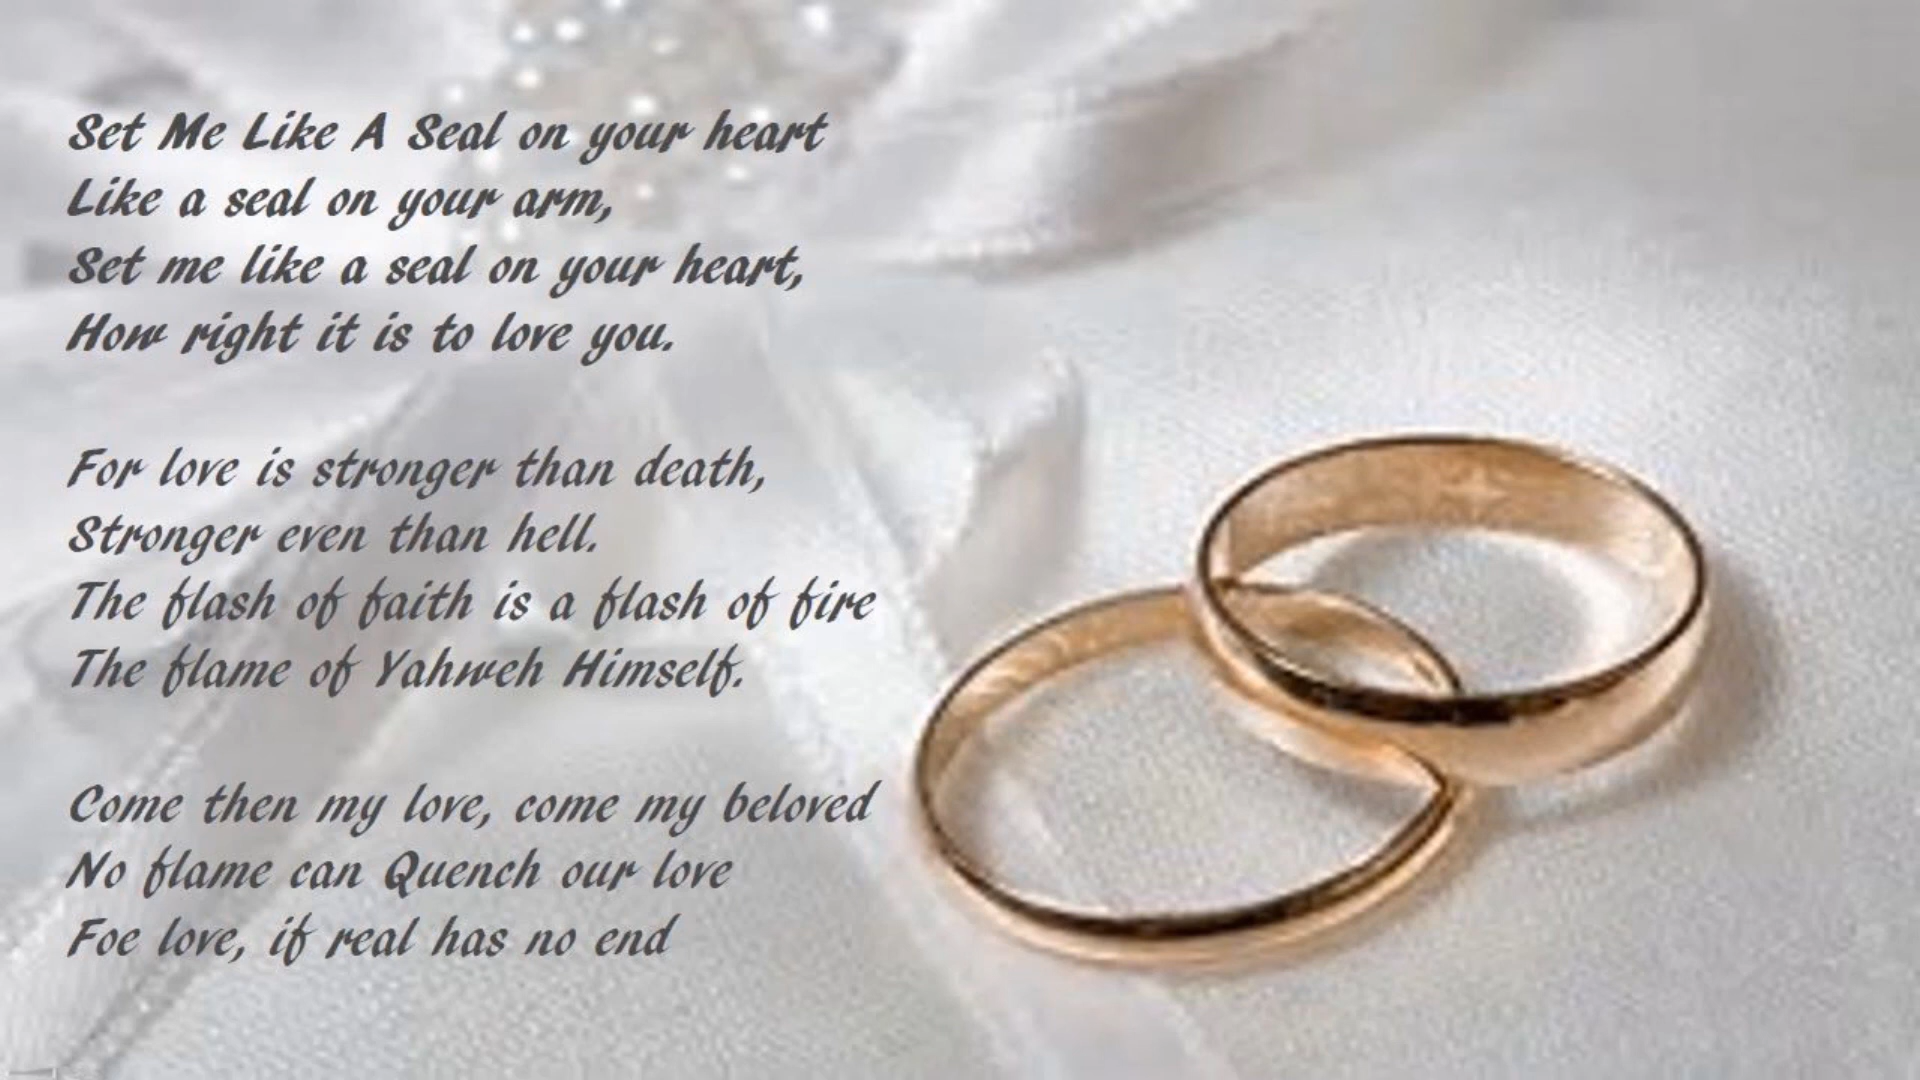 Set Me Like A Seal on your heart
Like a seal on your arm,
Set me like a seal on your heart,
How right it is to love you.
For love is stronger than death,
Stronger even than hell.
The flash of faith is a flash of fire
The flame of Yahweh Himself.
Come then my love, come my beloved
No flame can Quench our love
Foe love, if real has no end